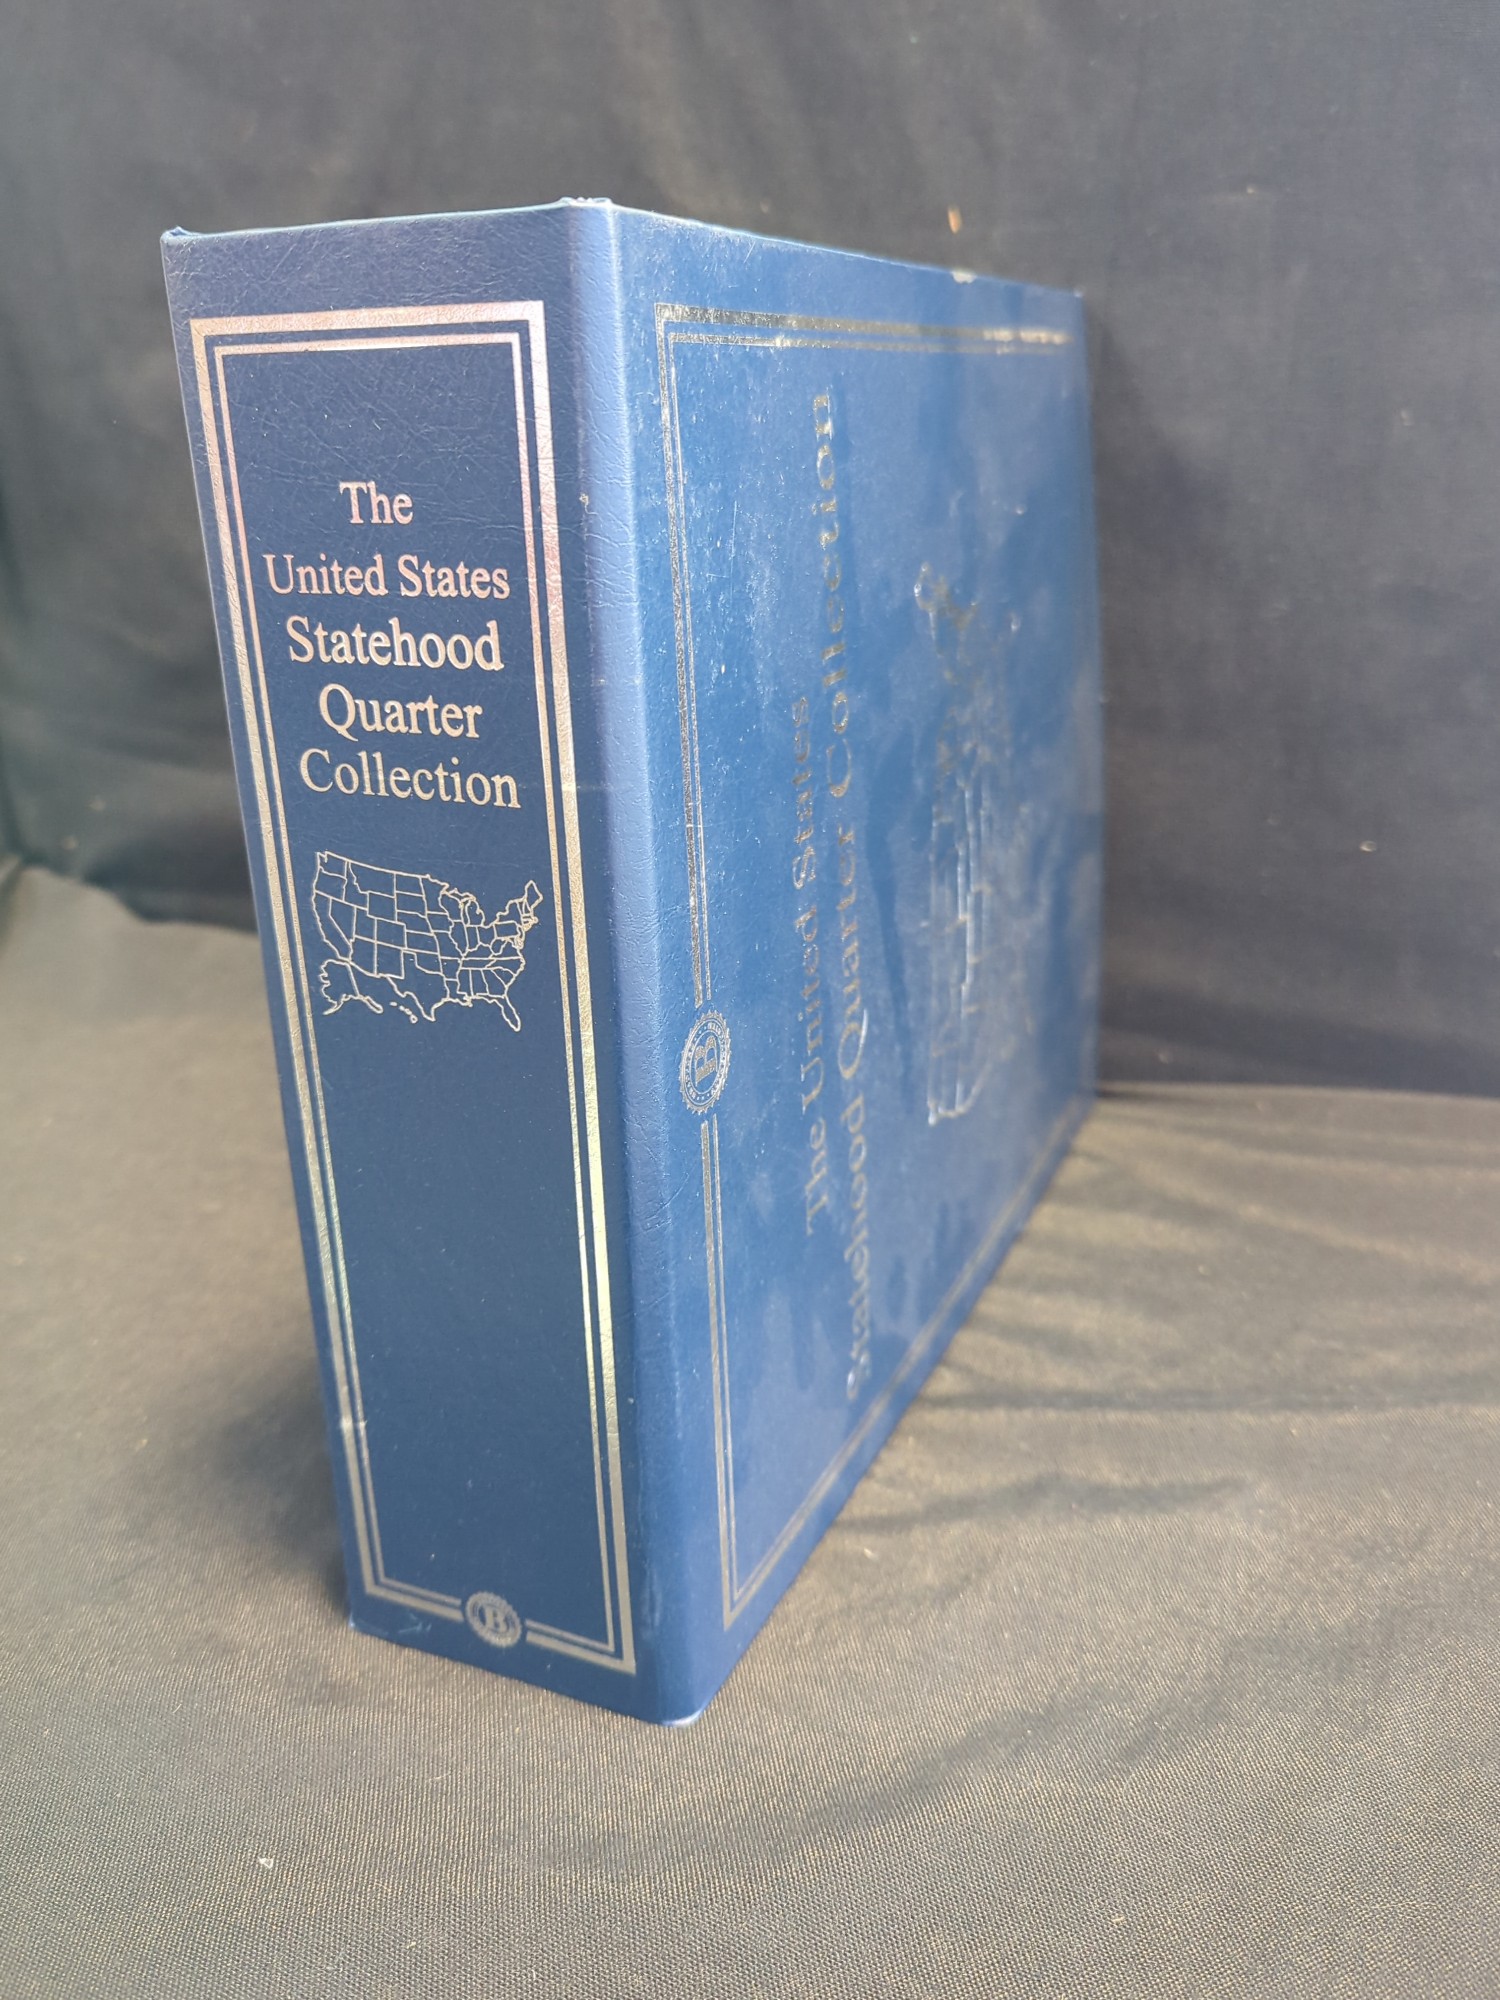 The
United States
Statehood
Quarter
Collection
B
The United States
Statehood Quarter Collection
B